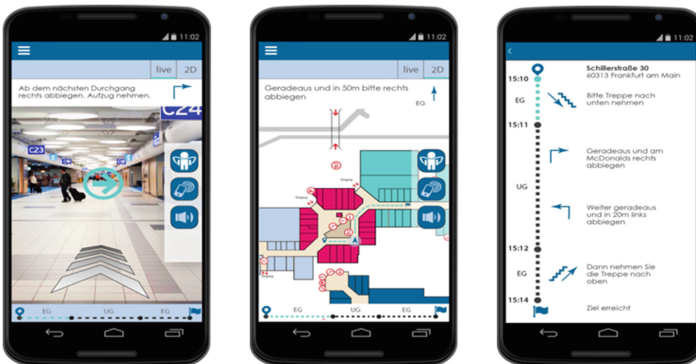 11:02
live 2D
Ab dem nächsten Durchgang
rechts abbiegen. Aufzug nehmen.
C24
C23
EG UG EG
11:02
live 2D
Geradeaus und in 50m bitte rechts
abbiegen
EG
Eingang
Eingang
Eingang
EG UG EG
11:02
Schillerstraße 30
60313 Frankfurt am Main
15:10
EG
Bitte Treppe nach
unten nehmen
15:11
Geradeaus und am
McDonalds rechts
abbiegen
UG
Weiter geradeaus
und in 20m links
abbiegen
15:12
EG
Dann nehmen Sie
die Treppe nach
oben
15:14
Ziel erreicht